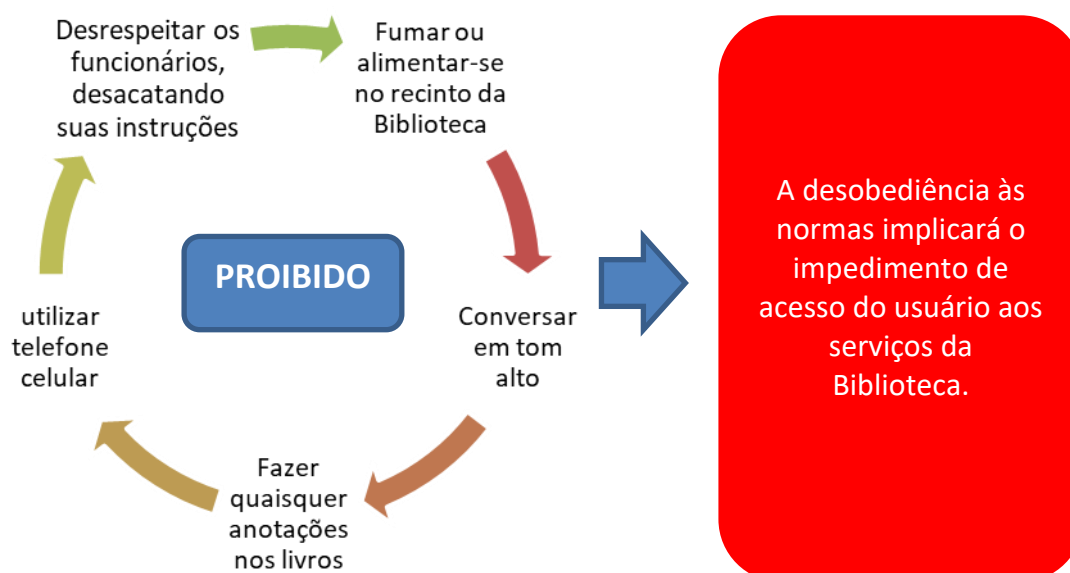 Desrespeitar os
funcionários,
desacatando
suas instruções
Fumar ou
alimentar-se
no recinto da
Biblioteca
Conversar
em tom
alto
Fazer
quaisquer
anotações
nos livros
utilizar
telefone
celular
PROIBIDO
A desobediência às
normas implicará o
impedimento de
acesso do usuário aos
serviços da
Biblioteca.